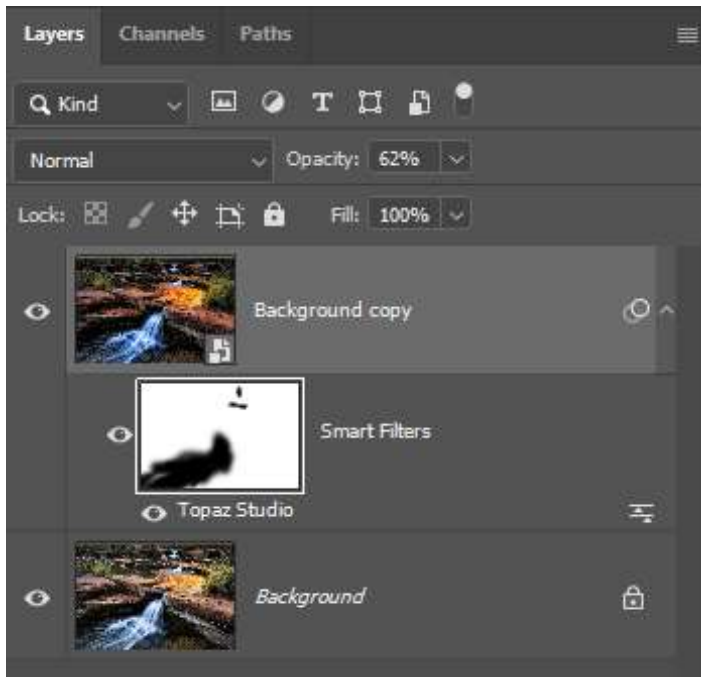 Layers Channels Paths
Kind T
Normal Opacity: 62%
Lock: Fill: 100%
Background copy
Smart Filters
Topaz Studio
Background